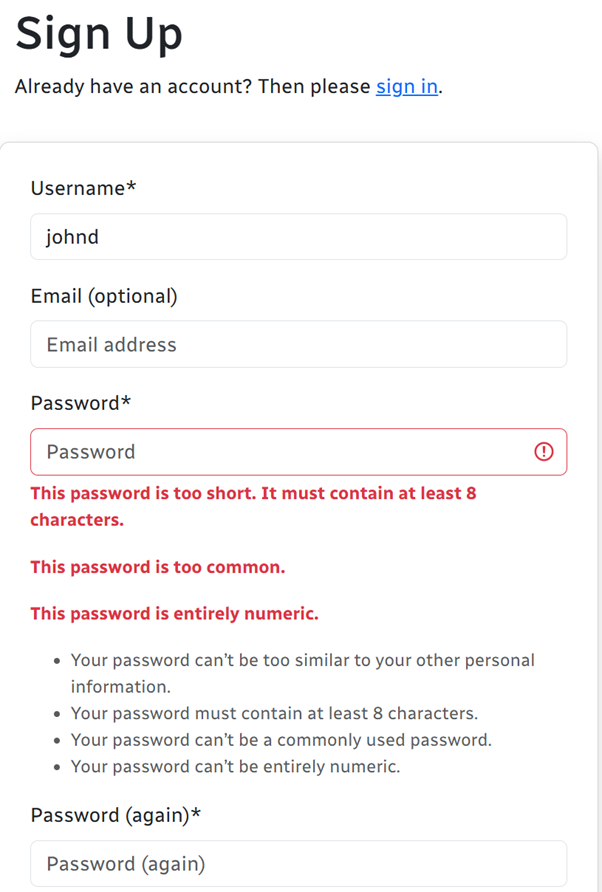 Sign Up
Already have an account? Then please sign in.
Username*
johnd
Email (optional)
Email address
Password*
Password
This password is too short. It must contain at least 8
characters.
This password is too common.
This password is entirely numeric.
• Your password can’t be too similar to your other personal
information.
• Your password must contain at least 8 characters.
• Your password can’t be a commonly used password.
• Your password can’t be entirely numeric.
Password (again)*
Password (again)